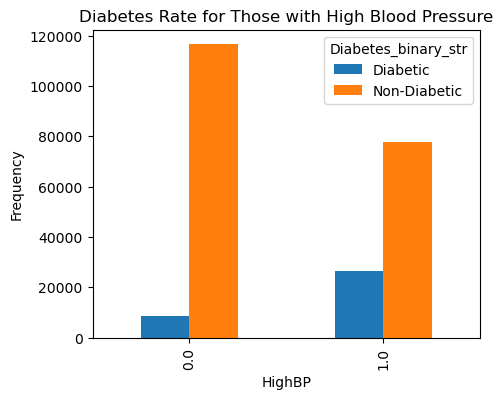 Diabetes Rate for Those with High Blood Pressure
120000
100000
80000
60000
40000
20000
0
Frequency
Diabetes_binary_str
Diabetic
Non-Diabetic
0.0
1.0
HighBP